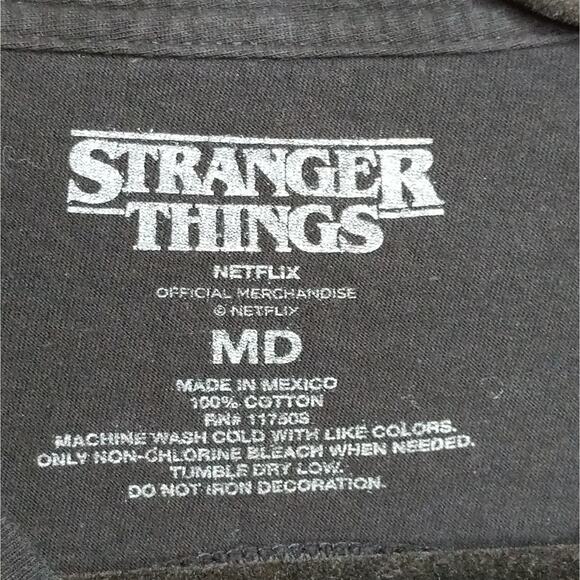 STRANGER
THINGS
NETFLIX
OFFICIAL MERCHANDISE
© NETFLIX
MD
MADE IN MEXICO
100% COTTON
RN# 117508
MACHINE WASH COLD WITH LIKE COLORS.
ONLY NON-CHLORINE BLEACH WHEN NEEDED.
TUMBLE DRY LOW.
DO NOT IRON DECORATION.